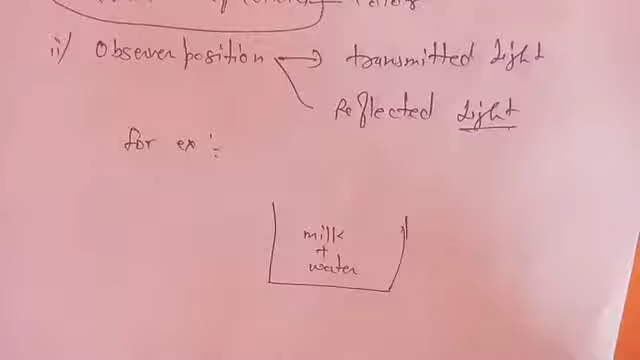 ii) Observer position → transmitted light
Reflected light
for ex :-
milk
+
water